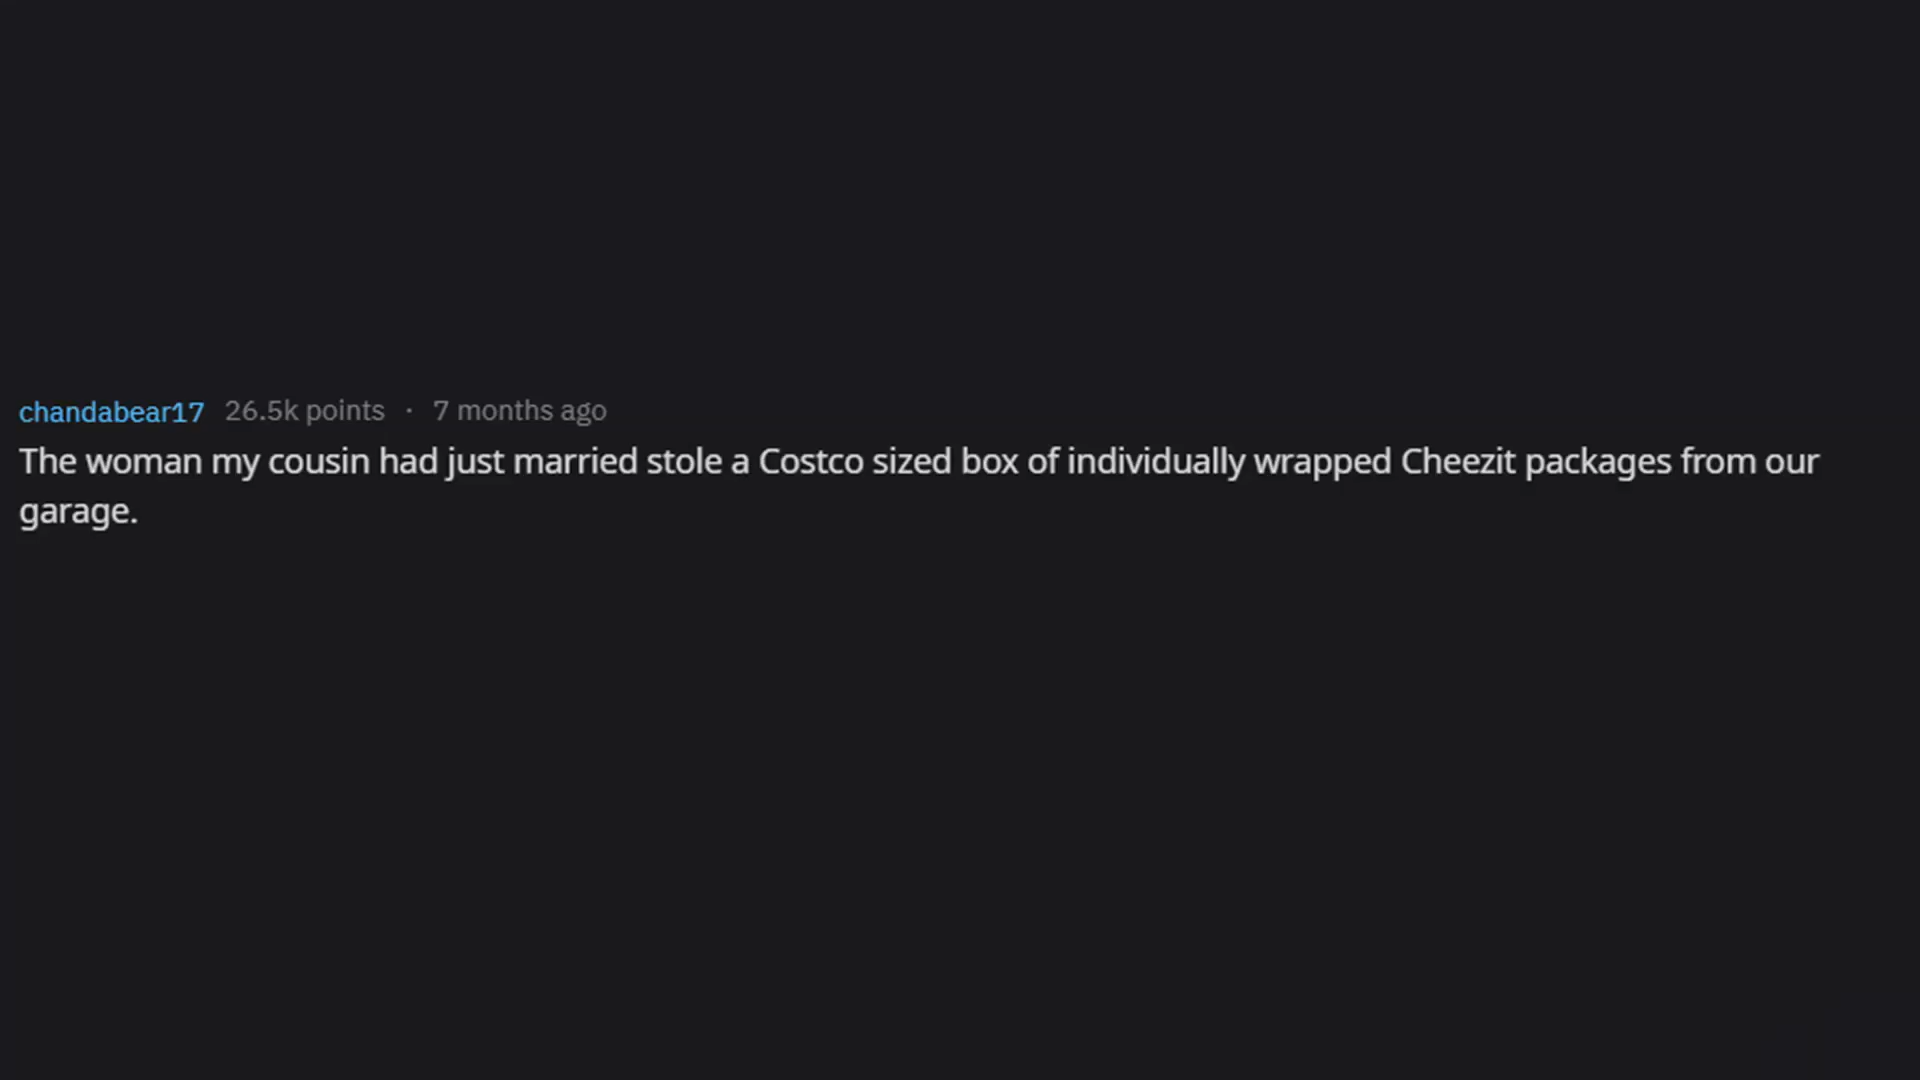 chandabear17 26.5k points · 7 months ago
The woman my cousin had just married stole a Costco sized box of individually wrapped Cheezit packages from our
garage.